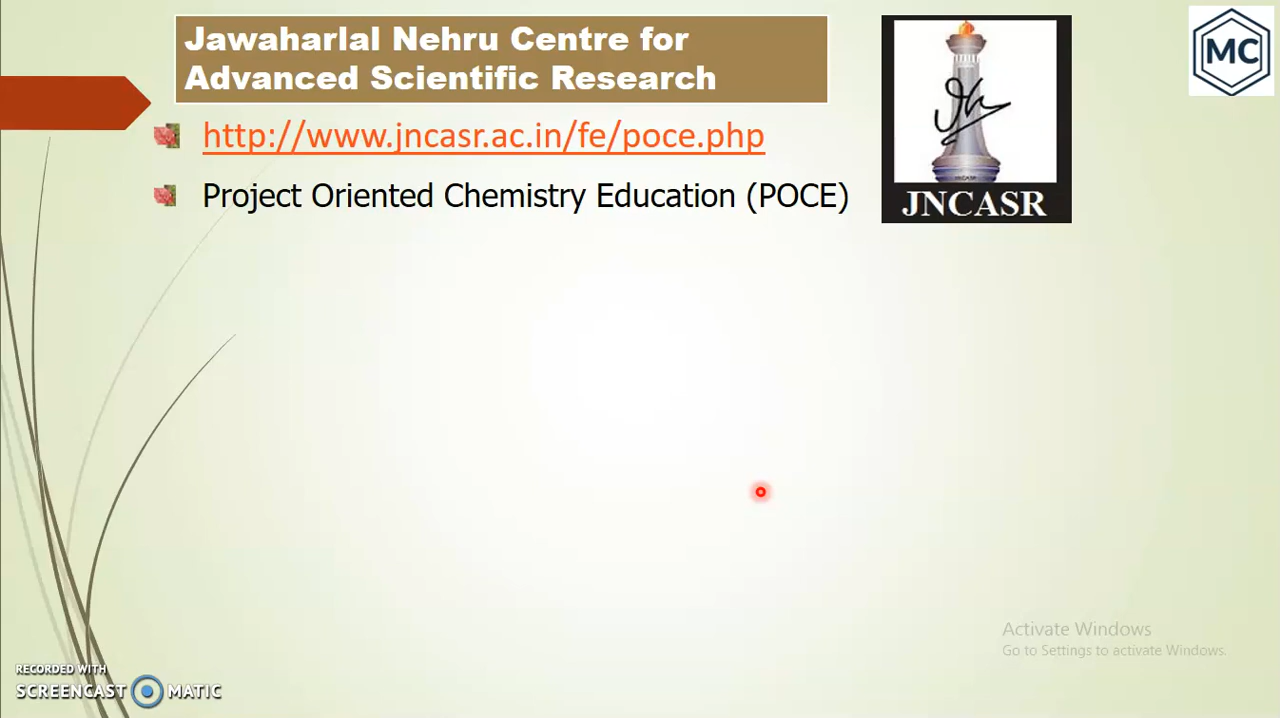 Jawaharlal Nehru Centre for
Advanced Scientific Research
MC
http://www.jncasr.ac.in/fe/poce.php
Project Oriented Chemistry Education (POCE)
JNCASR
JNCASR
Activate Windows
Go to Settings to activate Windows.
RECORDED WITH
SCREENCAST MATIC